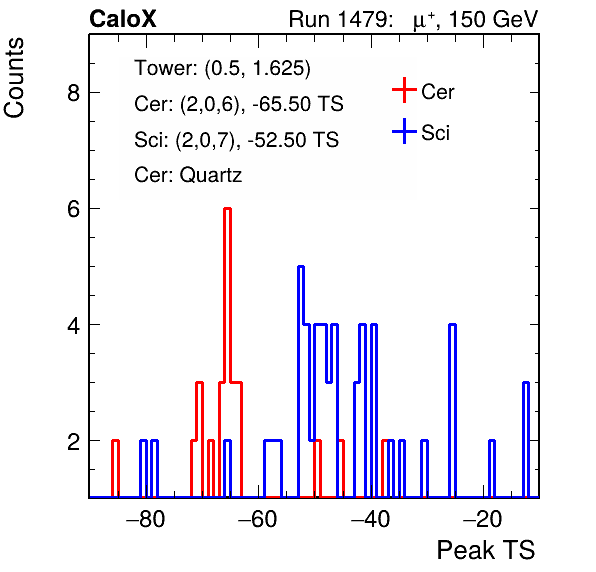 CaloX Run 1479: μ⁺, 150 GeV
Counts
Tower: (0.5, 1.625)
Cer: (2,0,6), -65.50 TS
Sci: (2,0,7), -52.50 TS
Cer: Quartz
Cer
Sci
8
6
4
2
−80 −60 −40 −20
Peak TS